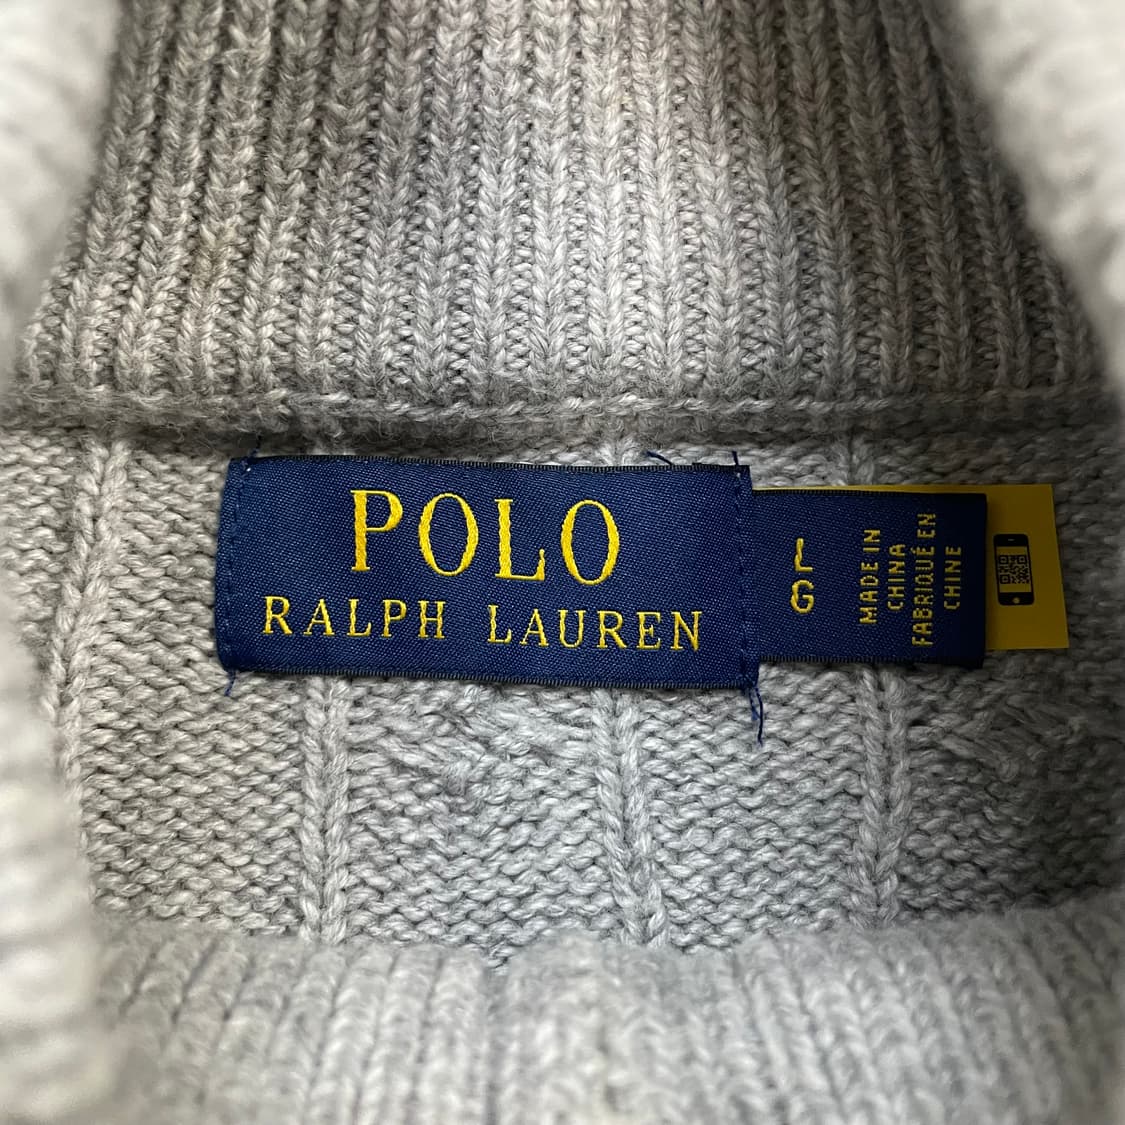 POLO
RALPH LAUREN
L
G
MADE IN
CHINA
FABRIQUÉ EN
CHINE